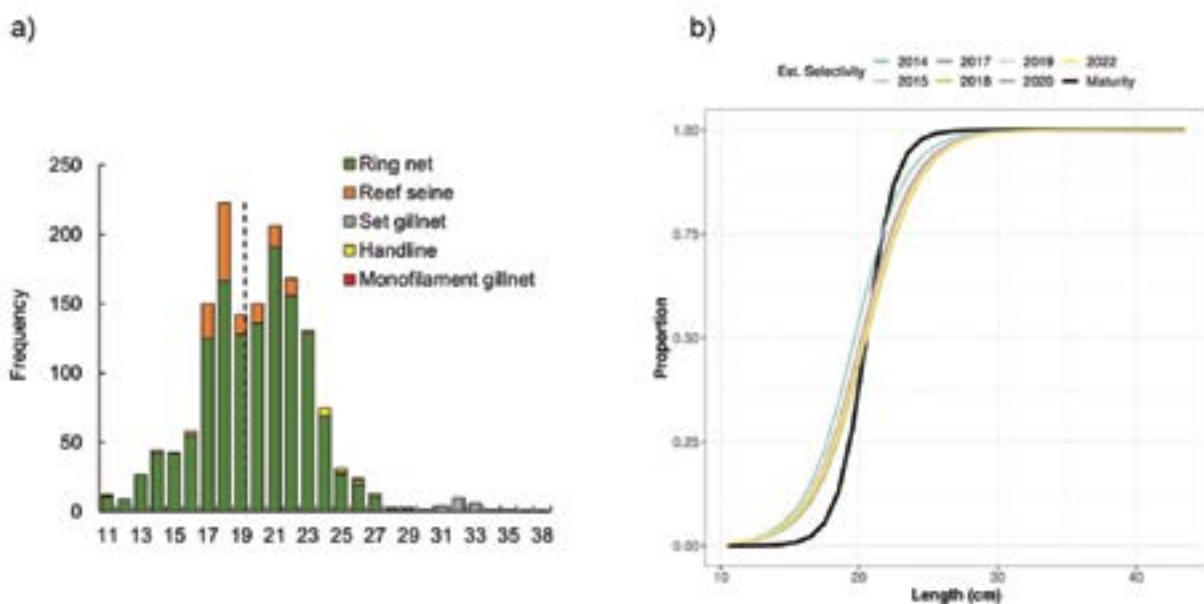 a)
250
200
150
100
50
0
Frequency
Ring net
Reef seine
Set gillnet
Handline
Monofilament gillnet
11 13 15 17 19 21 23 25 27 29 31 33 35 38
b)
Est. Selectivity
2014 2017 2019 2022
2015 2018 2020 Maturity
1.00
0.75
0.50
0.25
0.00
Proportion
10 20 30 40
Length (cm)